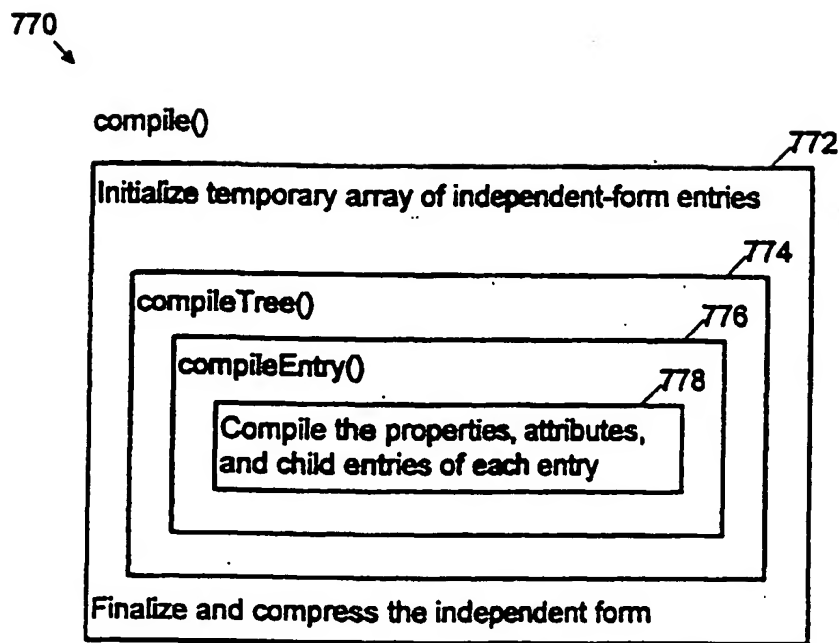 770
compile()
772
Initialize temporary array of independent-form entries
774
compileTree()
776
compileEntry()
778
Compile the properties, attributes,
and child entries of each entry
Finalize and compress the independent form